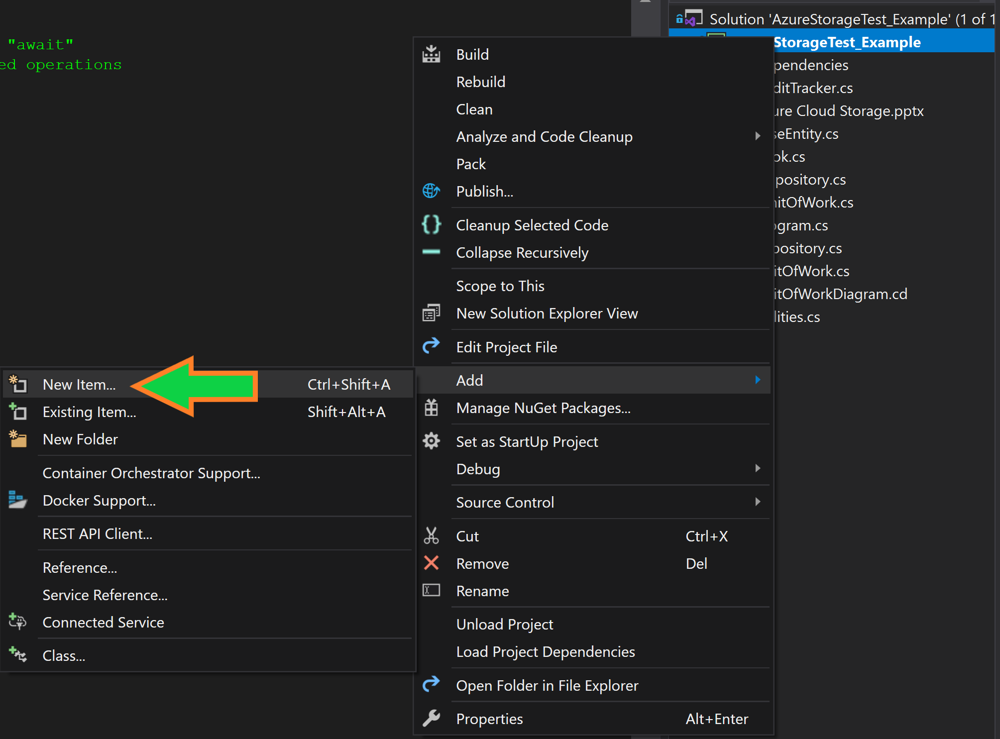 "await"
ed operations
Solution 'AzureStorageTest_Example' (1 of 1
StorageTest_Example
pendencies
ditTracker.cs
ure Cloud Storage.pptx
seEntity.cs
ok.cs
pository.cs
nitOfWork.cs
ogram.cs
pository.cs
itOfWork.cs
itOfWorkDiagram.cd
lities.cs
Build
Rebuild
Clean
Analyze and Code Cleanup
Pack
Publish...
Cleanup Selected Code
Collapse Recursively
Scope to This
New Solution Explorer View
Edit Project File
Add
Manage NuGet Packages...
Set as StartUp Project
Debug
Source Control
Cut Ctrl+X
Remove Del
Rename
Unload Project
Load Project Dependencies
Open Folder in File Explorer
Properties Alt+Enter
New Item... Ctrl+Shift+A
Existing Item... Shift+Alt+A
New Folder
Container Orchestrator Support...
Docker Support...
REST API Client...
Reference...
Service Reference...
Connected Service
Class...